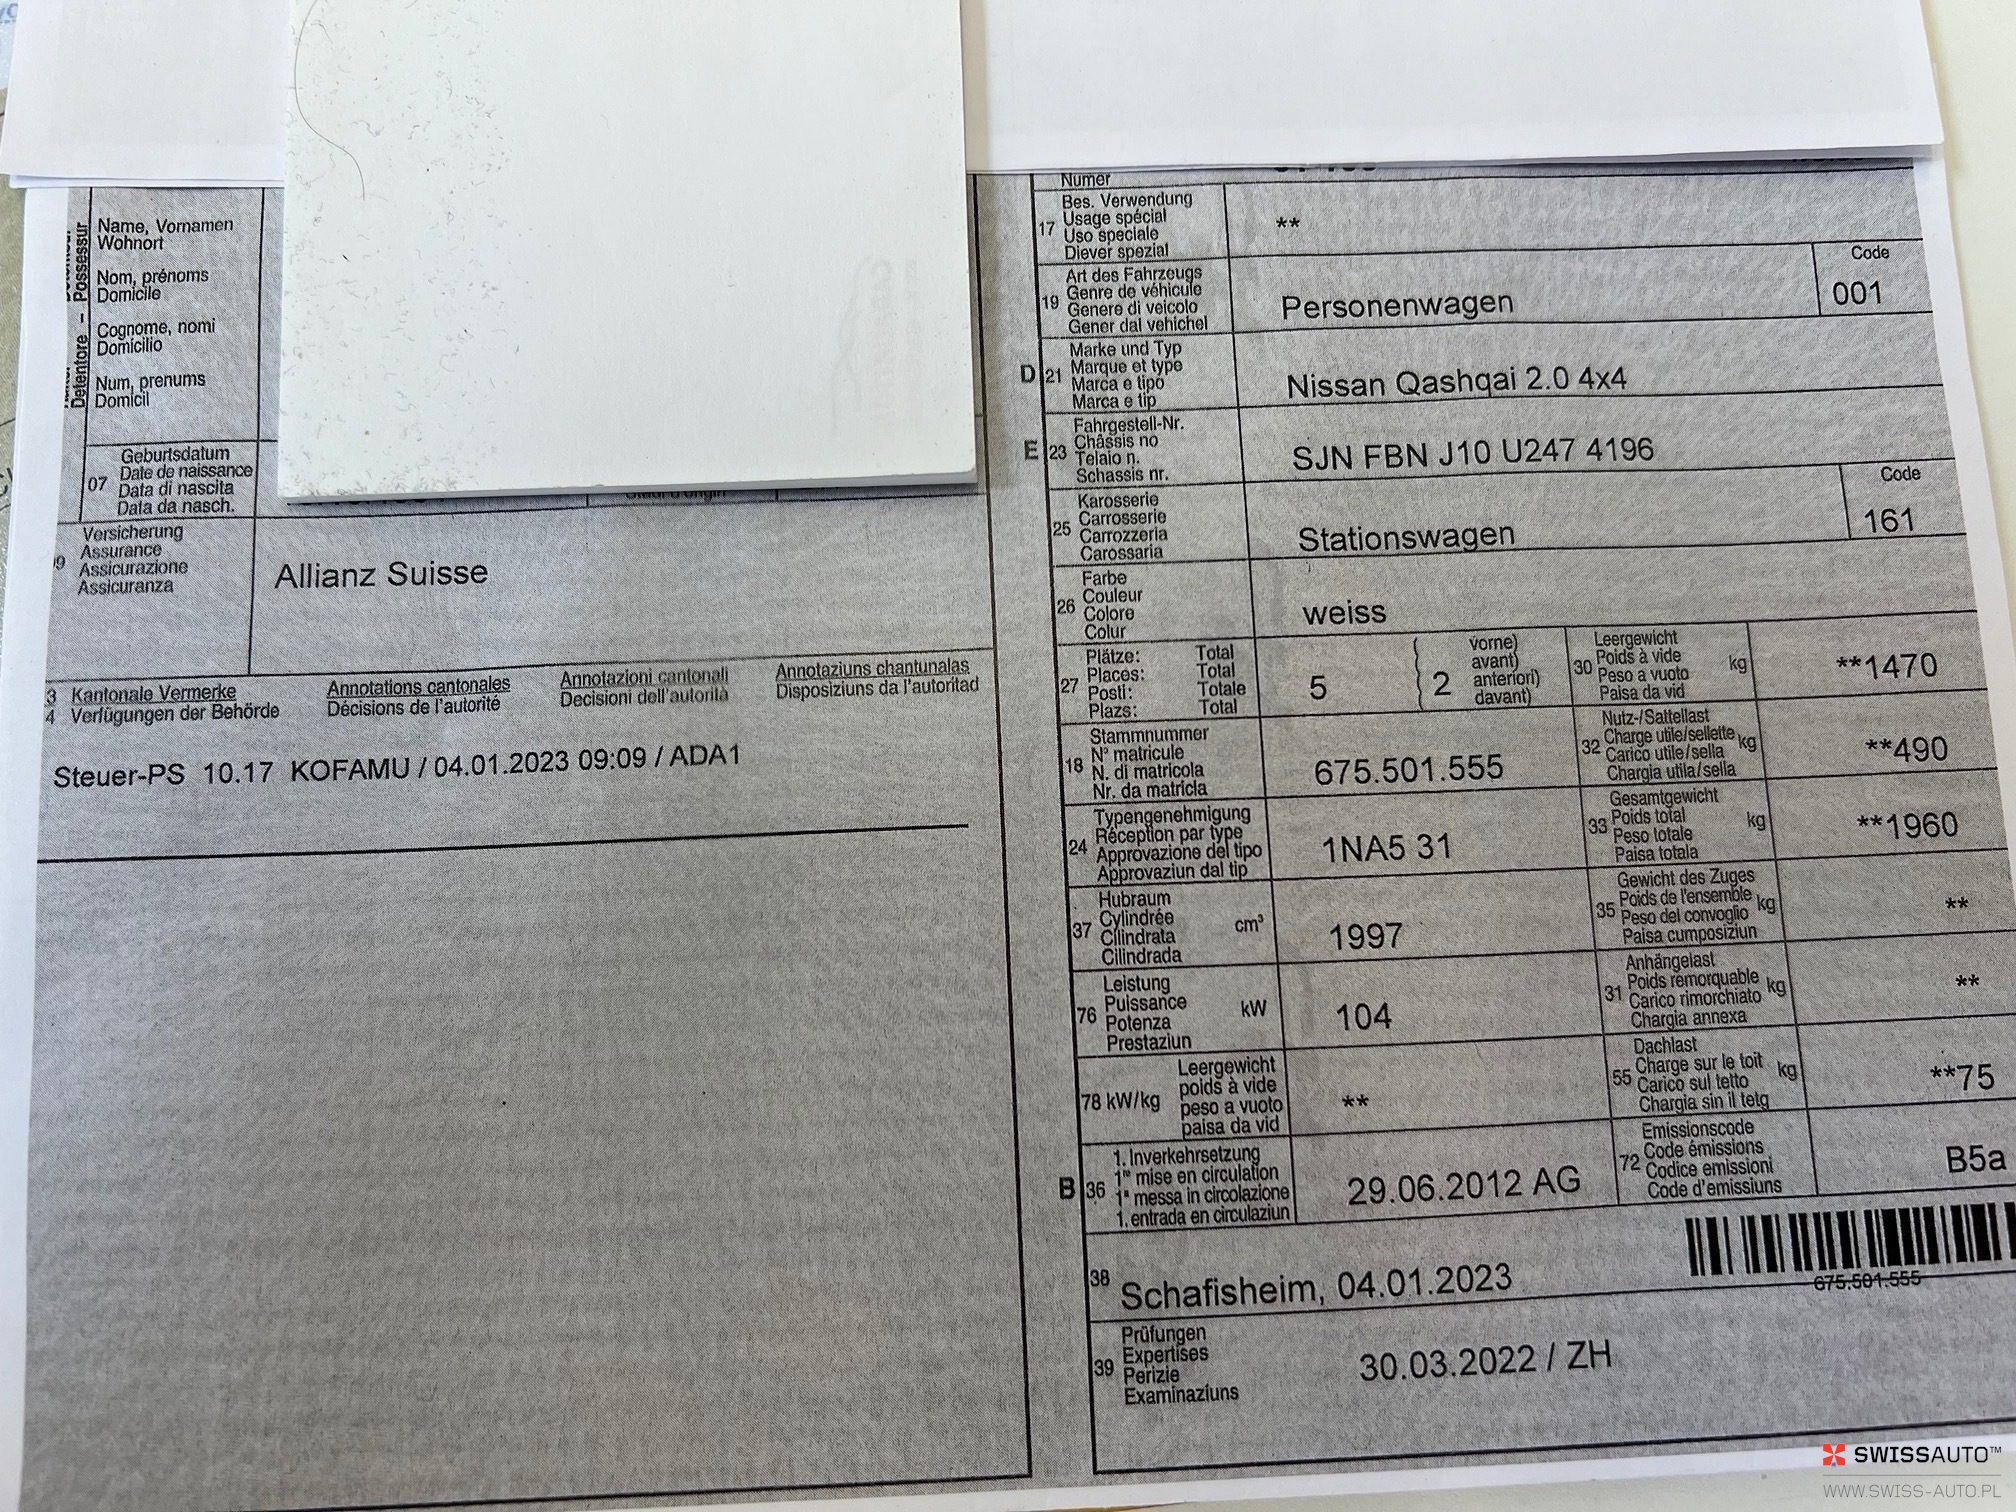 Detentore - Possessur
Name, Vornamen
Wohnort
Nom, prénoms
Domicile
Cognome, nomi
Domicilio
Num, prenums
Domicil
07
Geburtsdatum
Date de naissance
Data di nascita
Data da nasch.
9
Versicherung
Assurance
Assicurazione
Assicuranza
Allianz Suisse
3 Kantonale Vermerke Annotations cantonales Annotazioni cantonali Annotaziuns chantunalas
4 Verfügungen der Behörde Décisions de l'autorité Decisioni dell'autorità Disposiziuns da l'autoritad
Steuer-PS 10.17 KOFAMU / 04.01.2023 09:09 / ADA1
Numer
17
Bes. Verwendung
Usage spécial
Uso speciale
Diever spezial
**
19
Art des Fahrzeugs
Genre de véhicule
Genere di veicolo
Gener dal vehichel
Personenwagen
Code
001
D 21
Marke und Typ
Marque et type
Marca e tipo
Marca e tip
Nissan Qashqai 2.0 4x4
E 23
Fahrgestell-Nr.
Châssis no
Telaio n.
Schassis nr.
SJN FBN J10 U247 4196
25
Karosserie
Carrosserie
Carrozzeria
Carossaria
Stationswagen
Code
161
26
Farbe
Couleur
Colore
Colur
weiss
27
Plätze: Total
Places: Total
Posti: Totale
Plazs: Total
5 ( 2
vorne)
avant)
anteriori)
davant)
30
Leergewicht
Poids à vide
Peso a vuoto
Paisa da vid
kg
**1470
18
Stammnummer
N° matricule
N. di matricola
Nr. da matricla
675.501.555
32
Nutz-/Sattellast
Charge utile/sellette
Carico utile/sella
Chargia utila/sella
kg
**490
24
Typengenehmigung
Réception par type
Approvazione del tipo
Approvaziun dal tip
1NA5 31
33
Gesamtgewicht
Poids total
Peso totale
Paisa totala
kg
**1960
37
Hubraum
Cylindrée
Cilindrata
Cilindrada
cm³
1997
35
Gewicht des Zuges
Poids de l'ensemble
Peso del convoglio
Paisa cumposiziun
kg
**
76
Leistung
Puissance
Potenza
Prestaziun
kW
104
31
Anhängelast
Poids remorquable
Carico rimorchiato
Chargia annexa
kg
**
78 kW/kg
Leergewicht
poids à vide
peso a vuoto
paisa da vid
**
55
Dachlast
Charge sur le toit
Carico sul tetto
Chargia sin il tetg
kg
**75
B 36
1. Inverkehrsetzung
1re mise en circulation
1a messa in circolazione
1. entrada en circulaziun
29.06.2012 AG
72
Emissionscode
Code émissions
Codice emissioni
Code d'emissiuns
B5a
675.501.555
38
Schafisheim, 04.01.2023
39
Prüfungen
Expertises
Perizie
Examinaziuns
30.03.2022 / ZH
SWISSAUTO™
WWW.SWISS-AUTO.PL